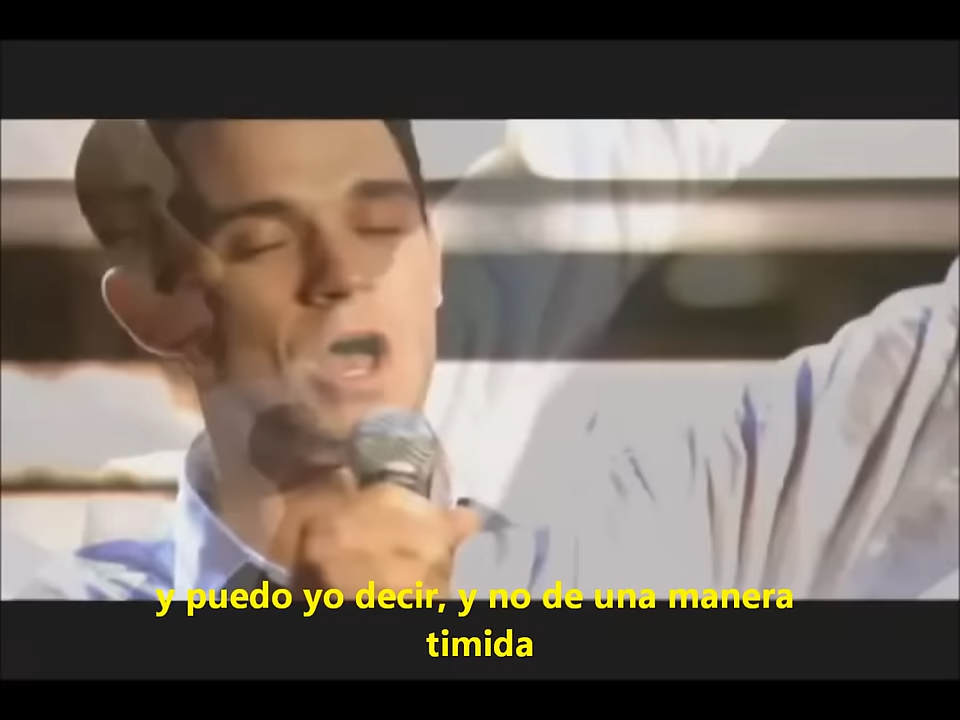 y puedo yo decir, y no de una manera
timida